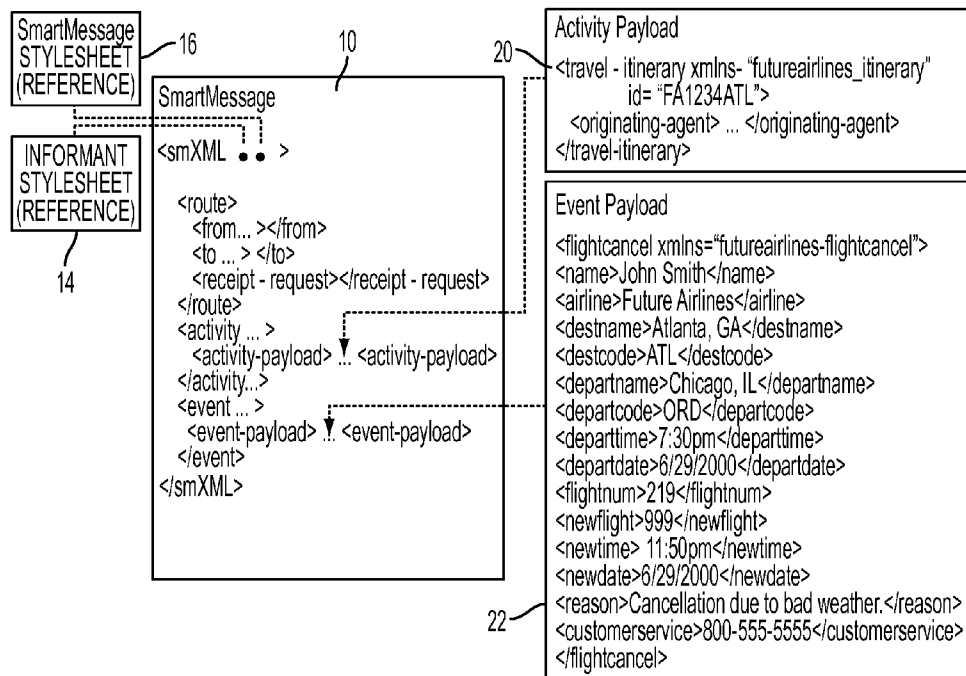 SmartMessage
STYLESHEET
(REFERENCE)
16
INFORMANT
STYLESHEET
(REFERENCE)
14
10
SmartMessage
<smXML • • >
<route>
<from... ></from>
<to ... > </to>
<receipt - request></receipt - request>
</route>
<activity ... >
<activity-payload> ... <activity-payload>
</activity...>
<event ... >
<event-payload> ... <event-payload>
</event>
</smXML>
20
Activity Payload
<travel - itinerary xmlns- “futureairlines_itinerary”
id= “FA1234ATL”>
<originating-agent> ... </originating-agent>
</travel-itinerary>
Event Payload
<flightcancel xmlns=“futureairlines-flightcancel”>
<name>John Smith</name>
<airline>Future Airlines</airline>
<destname>Atlanta, GA</destname>
<destcode>ATL</destcode>
<departname>Chicago, IL</departname>
<departcode>ORD</departcode>
<departtime>7:30pm</departtime>
<departdate>6/29/2000</departdate>
<flightnum>219</flightnum>
<newflight>999</newflight>
<newtime> 11:50pm</newtime>
<newdate>6/29/2000</newdate>
<reason>Cancellation due to bad weather.</reason>
<customerservice>800-555-5555</customerservice>
</flightcancel>
22